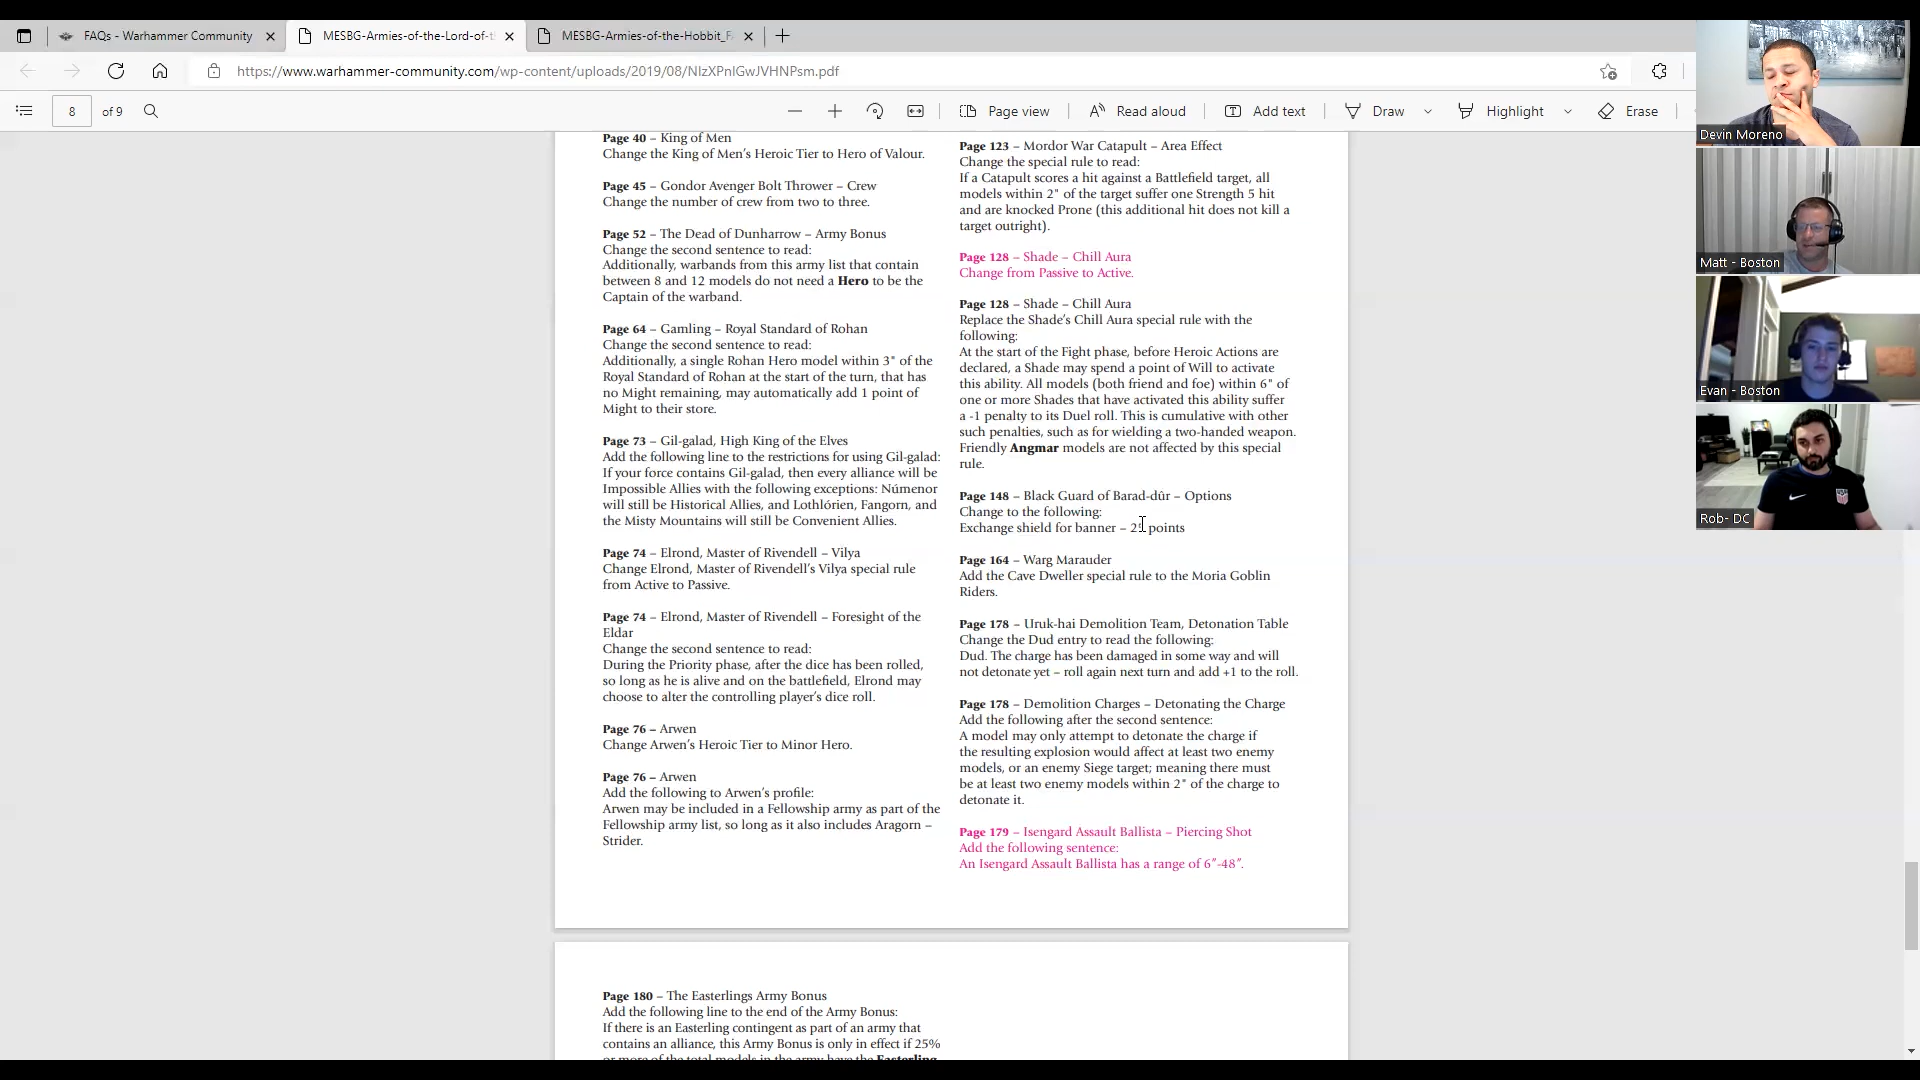 FAQs - Warhammer Community
MESBG-Armies-of-the-Lord-of-t
MESBG-Armies-of-the-Hobbit_F
https://www.warhammer-community.com/wp-content/uploads/2019/08/NIzXPnlGwJVHNPsm.pdf
8 of 9
Page view
Read aloud
Add text
Draw
Highlight
Erase
Page 40 – King of Men
Change the King of Men's Heroic Tier to Hero of Valour.
Page 45 – Gondor Avenger Bolt Thrower – Crew
Change the number of crew from two to three.
Page 52 – The Dead of Dunharrow – Army Bonus
Change the second sentence to read:
Additionally, warbands from this army list that contain
between 8 and 12 models do not need a Hero to be the
Captain of the warband.
Page 64 – Gamling – Royal Standard of Rohan
Change the second sentence to read:
Additionally, a single Rohan Hero model within 3" of the
Royal Standard of Rohan at the start of the turn, that has
no Might remaining, may automatically add 1 point of
Might to their store.
Page 73 – Gil-galad, High King of the Elves
Add the following line to the restrictions for using Gil-galad:
If your force contains Gil-galad, then every alliance will be
Impossible Allies with the following exceptions: Númenor
will still be Historical Allies, and Lothlórien, Fangorn, and
the Misty Mountains will still be Convenient Allies.
Page 74 – Elrond, Master of Rivendell – Vilya
Change Elrond, Master of Rivendell's Vilya special rule
from Active to Passive.
Page 74 – Elrond, Master of Rivendell – Foresight of the
Eldar
Change the second sentence to read:
During the Priority phase, after the dice has been rolled,
so long as he is alive and on the battlefield, Elrond may
choose to alter the controlling player's dice roll.
Page 76 – Arwen
Change Arwen's Heroic Tier to Minor Hero.
Page 76 – Arwen
Add the following to Arwen's profile:
Arwen may be included in a Fellowship army as part of the
Fellowship army list, so long as it also includes Aragorn –
Strider.
Page 123 – Mordor War Catapult – Area Effect
Change the special rule to read:
If a Catapult scores a hit against a Battlefield target, all
models within 2" of the target suffer one Strength 5 hit
and are knocked Prone (this additional hit does not kill a
target outright).
Page 128 – Shade – Chill Aura
Change from Passive to Active.
Page 128 – Shade – Chill Aura
Replace the Shade's Chill Aura special rule with the
following:
At the start of the Fight phase, before Heroic Actions are
declared, a Shade may spend a point of Will to activate
this ability. All models (both friend and foe) within 6" of
one or more Shades that have activated this ability suffer
a -1 penalty to its Duel roll. This is cumulative with other
such penalties, such as for wielding a two-handed weapon.
Friendly Angmar models are not affected by this special
rule.
Page 148 – Black Guard of Barad-dûr – Options
Change to the following:
Exchange shield for banner – 25 points
Page 164 – Warg Marauder
Add the Cave Dweller special rule to the Moria Goblin
Riders.
Page 178 – Uruk-hai Demolition Team, Detonation Table
Change the Dud entry to read the following:
Dud. The charge has been damaged in some way and will
not detonate yet – roll again next turn and add +1 to the roll.
Page 178 – Demolition Charges – Detonating the Charge
Add the following after the second sentence:
A model may only attempt to detonate the charge if
the resulting explosion would affect at least two enemy
models, or an enemy Siege target; meaning there must
be at least two enemy models within 2" of the charge to
detonate it.
Page 179 – Isengard Assault Ballista – Piercing Shot
Add the following sentence:
An Isengard Assault Ballista has a range of 6"-48".
Page 180 – The Easterlings Army Bonus
Add the following line to the end of the Army Bonus:
If there is an Easterling contingent as part of an army that
contains an alliance, this Army Bonus is only in effect if 25%
or more of the total models in the army have the Easterling
Devin Moreno
Matt - Boston
Evan - Boston
Rob- DC